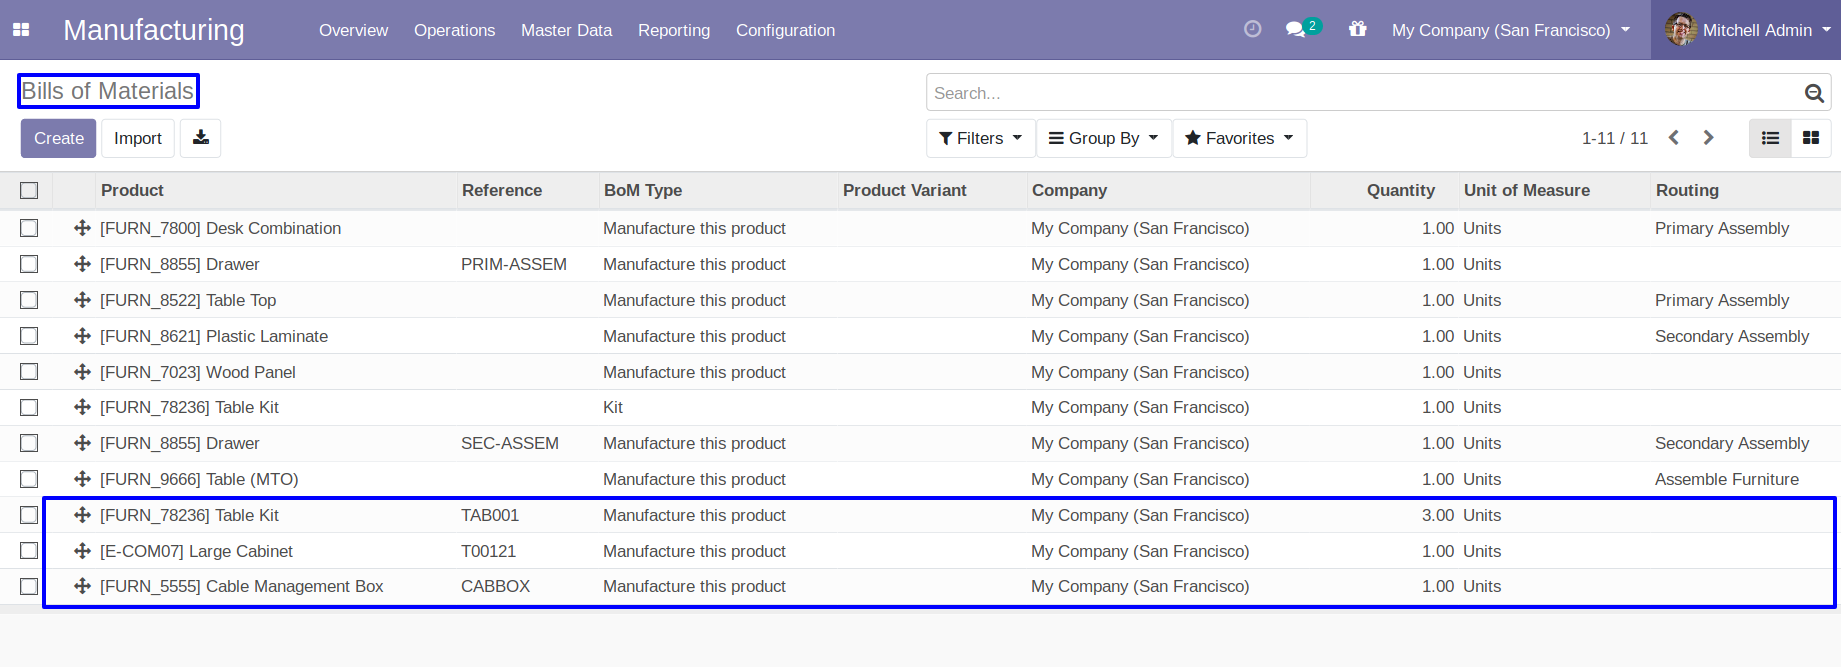 Manufacturing Overview Operations Master Data Reporting Configuration 2 My Company (San Francisco) Mitchell Admin
Bills of Materials
Search...
Create Import Filters Group By Favorites 1-11 / 11
Product Reference BoM Type Product Variant Company Quantity Unit of Measure Routing
[FURN_7800] Desk Combination Manufacture this product My Company (San Francisco) 1.00 Units Primary Assembly
[FURN_8855] Drawer PRIM-ASSEM Manufacture this product My Company (San Francisco) 1.00 Units
[FURN_8522] Table Top Manufacture this product My Company (San Francisco) 1.00 Units Primary Assembly
[FURN_8621] Plastic Laminate Manufacture this product My Company (San Francisco) 1.00 Units Secondary Assembly
[FURN_7023] Wood Panel Manufacture this product My Company (San Francisco) 1.00 Units
[FURN_78236] Table Kit Kit My Company (San Francisco) 1.00 Units
[FURN_8855] Drawer SEC-ASSEM Manufacture this product My Company (San Francisco) 1.00 Units Secondary Assembly
[FURN_9666] Table (MTO) Manufacture this product My Company (San Francisco) 1.00 Units Assemble Furniture
[FURN_78236] Table Kit TAB001 Manufacture this product My Company (San Francisco) 3.00 Units
[E-COM07] Large Cabinet T00121 Manufacture this product My Company (San Francisco) 1.00 Units
[FURN_5555] Cable Management Box CABBOX Manufacture this product My Company (San Francisco) 1.00 Units